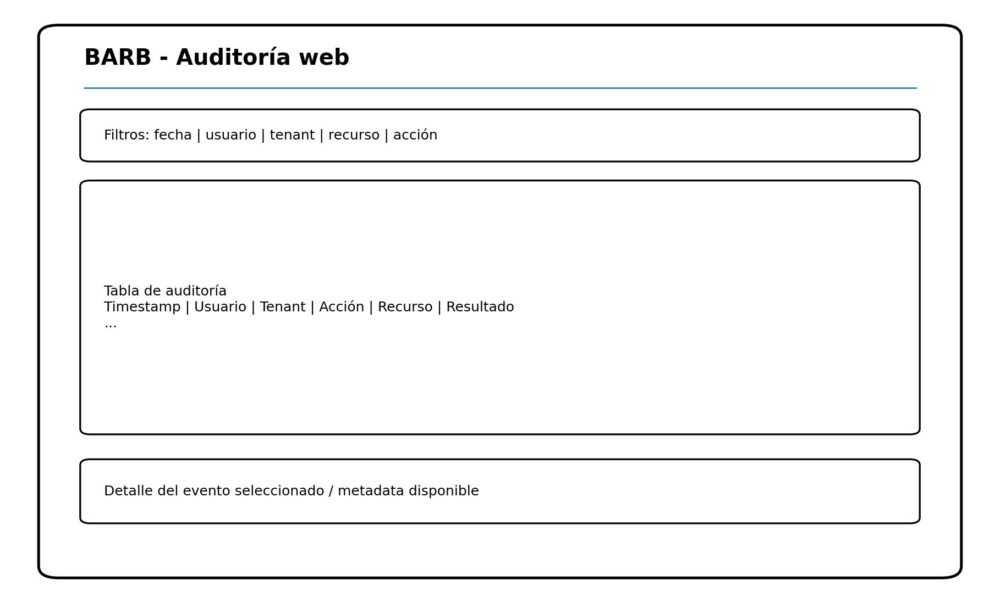 BARB - Auditoría web
Filtros: fecha | usuario | tenant | recurso | acción
Tabla de auditoría
Timestamp | Usuario | Tenant | Acción | Recurso | Resultado
...
Detalle del evento seleccionado / metadata disponible